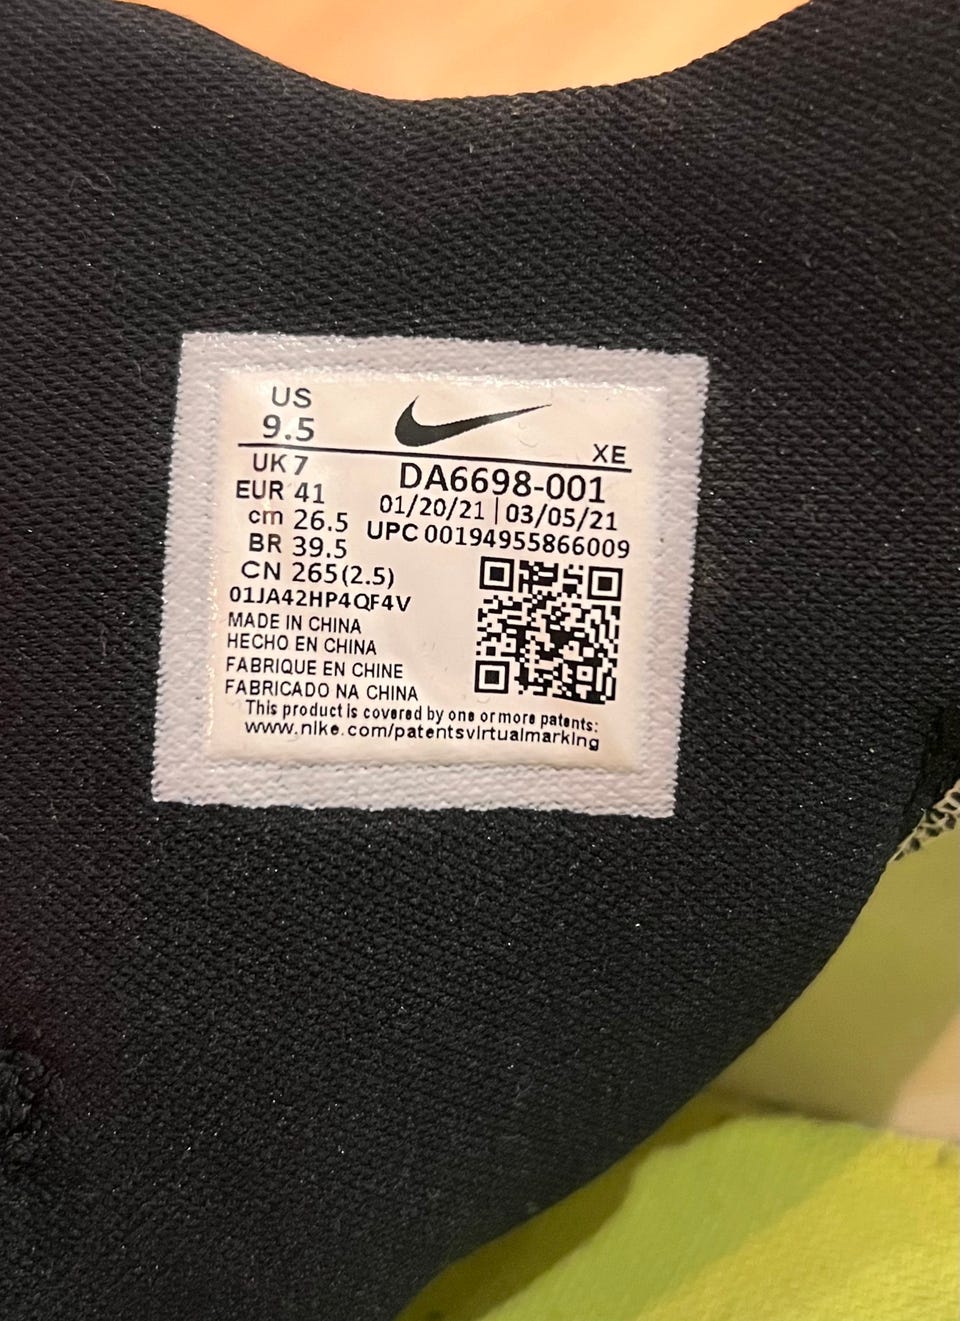 US
9.5
XE
UK 7
DA6698-001
EUR 41
01/20/21 | 03/05/21
cm 26.5
UPC 00194955866009
BR 39.5
CN 265(2.5)
01JA42HP4QF4V
MADE IN CHINA
HECHO EN CHINA
FABRIQUE EN CHINE
FABRICADO NA CHINA
This product is covered by one or more patents:
www.nike.com/patentsvirtualmarking